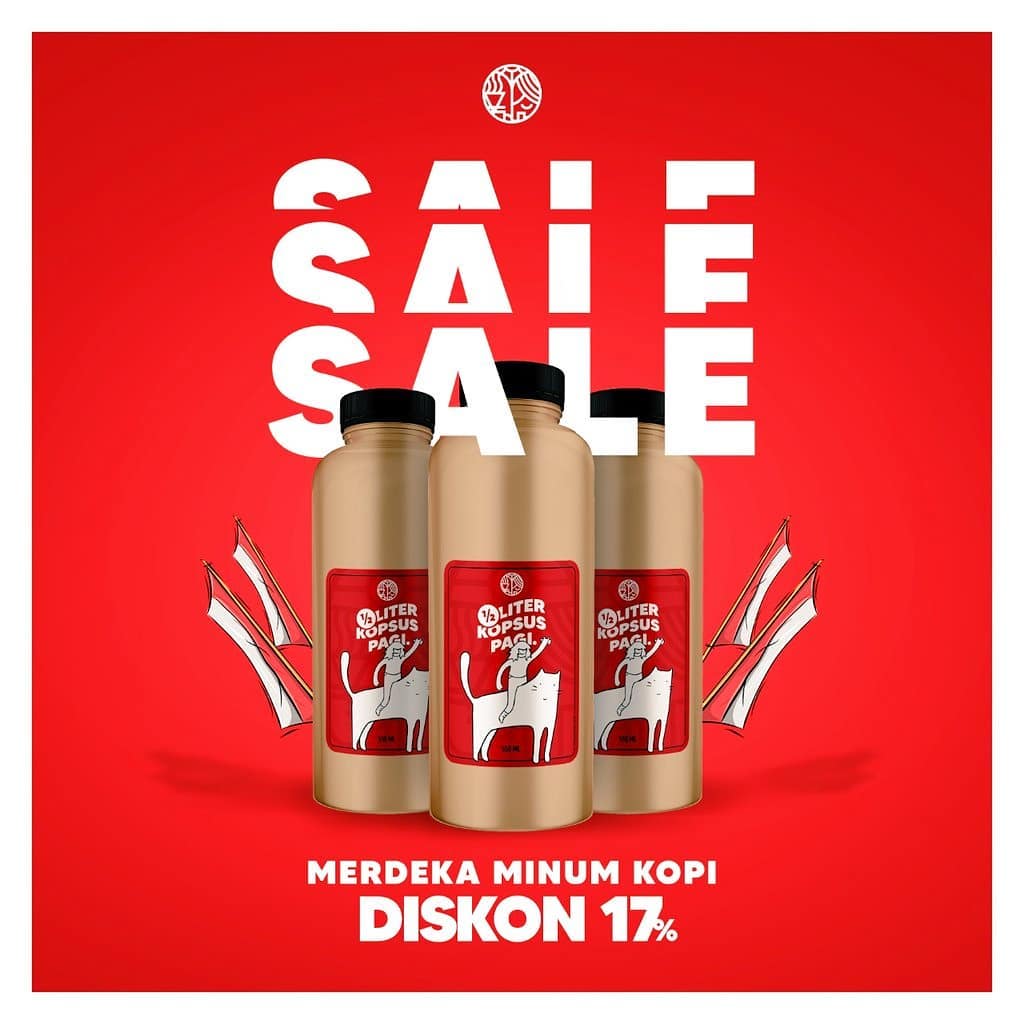 SALE
SALE
SALE
½ LITER
KOPSUS
PAGI.
½ LITER
KOPSUS
PAGI.
½ LITER
KOPSUS
PAGI.
MERDEKA MINUM KOPI
DISKON 17%